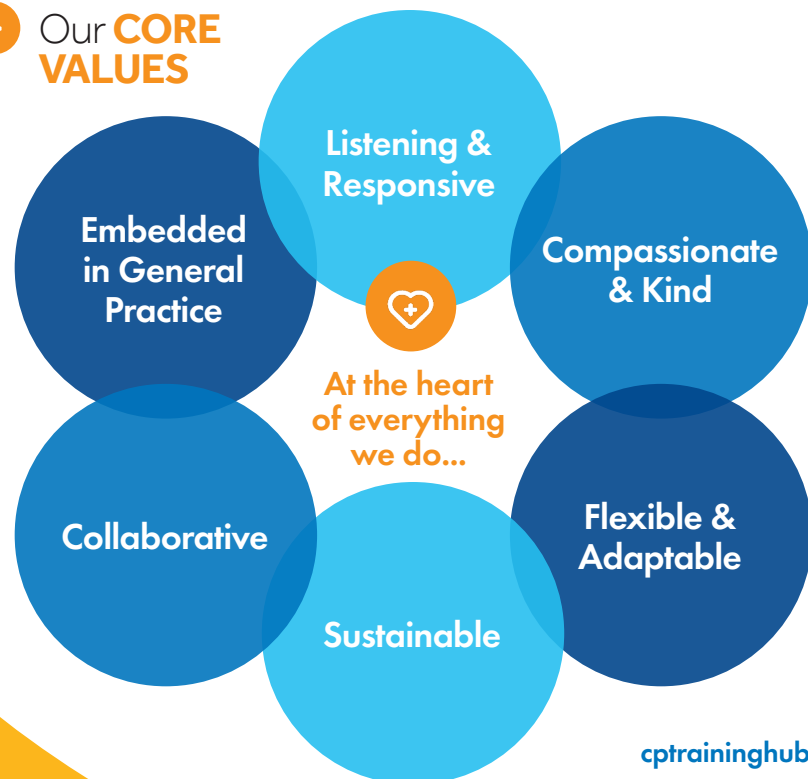 Our CORE
VALUES
Listening &
Responsive
Embedded
in General
Practice
Compassionate
& Kind
At the heart
of everything
we do...
Collaborative
Flexible &
Adaptable
Sustainable
cptraininghub